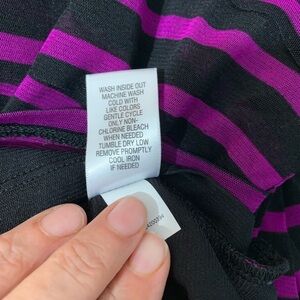 WASH INSIDE OUT
MACHINE WASH
COLD WITH
LIKE COLORS
GENTLE CYCLE
ONLY NON-
CHLORINE BLEACH
WHEN NEEDED
TUMBLE DRY LOW
REMOVE PROMPTLY
COOL IRON
IF NEEDED